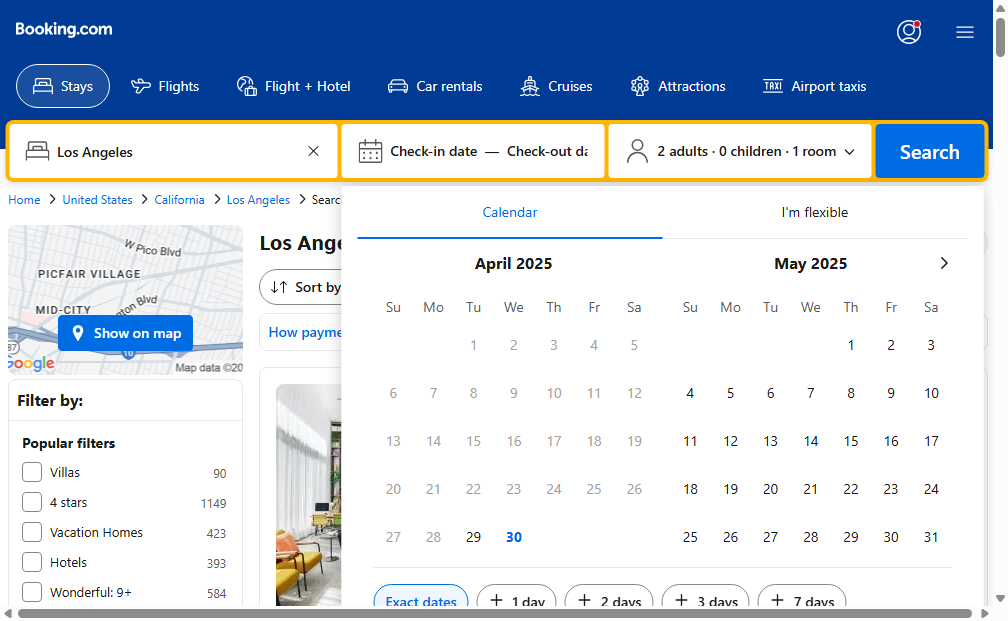 Booking.com
Stays
Flights
Flight + Hotel
Car rentals
Cruises
Attractions
TAXI Airport taxis
Los Angeles
Check-in date — Check-out da
2 adults · 0 children · 1 room
Search
Home > United States > California > Los Angeles > Searc
Calendar
I'm flexible
W Pico Blvd
PICFAIR VILLAGE
MID-CITY
ton Blvd
Show on map
87
10
Google
Map data ©20
Los Ange
Sort by
How payme
April 2025
Su Mo Tu We Th Fr Sa
1 2 3 4 5
6 7 8 9 10 11 12
13 14 15 16 17 18 19
20 21 22 23 24 25 26
27 28 29 30
May 2025
Su Mo Tu We Th Fr Sa
1 2 3
4 5 6 7 8 9 10
11 12 13 14 15 16 17
18 19 20 21 22 23 24
25 26 27 28 29 30 31
Exact dates
+ 1 day
+ 2 days
+ 3 days
+ 7 days
Filter by:
Popular filters
Villas 90
4 stars 1149
Vacation Homes 423
Hotels 393
Wonderful: 9+ 584